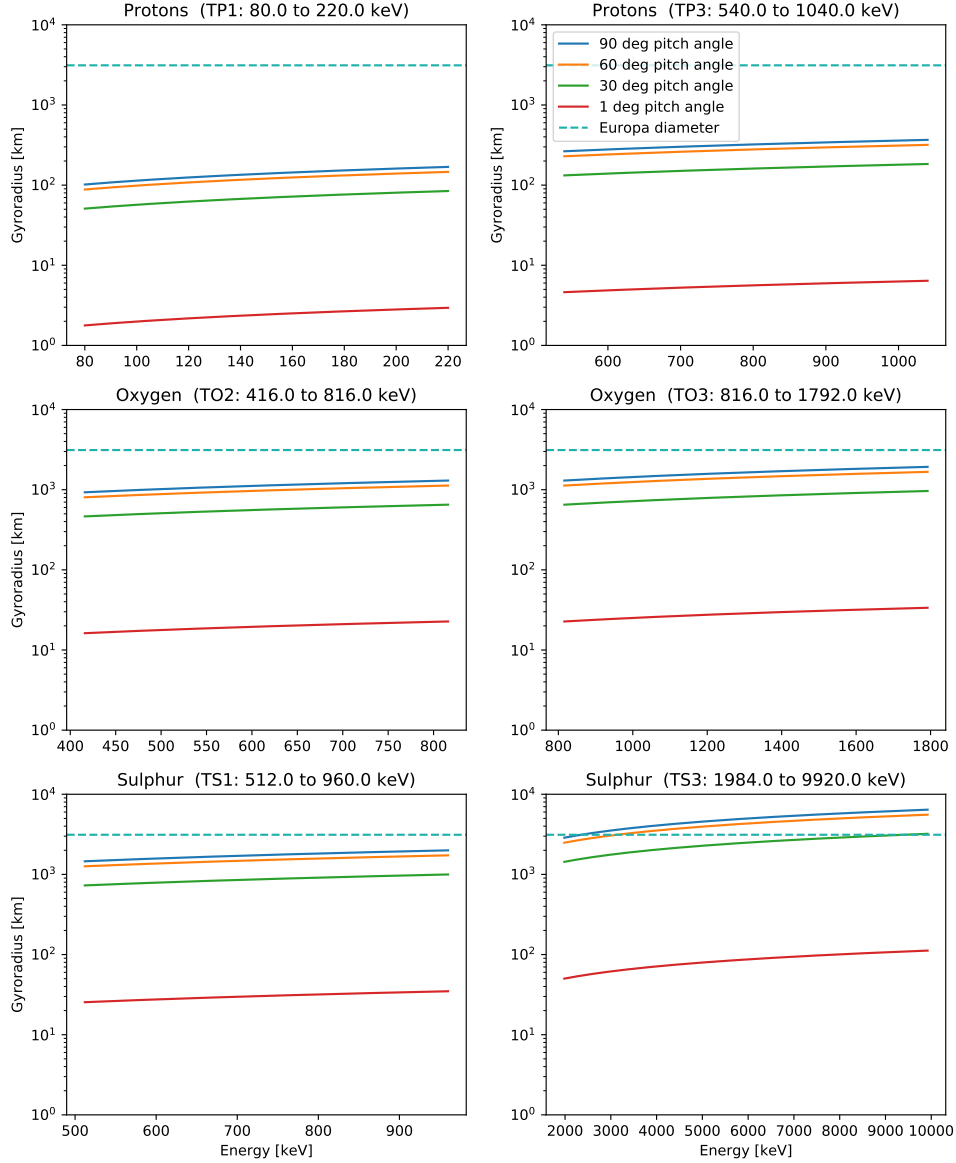 Protons (TP1: 80.0 to 220.0 keV)
Gyroradius [km]
10⁴
10³
10²
10¹
10⁰
80 100 120 140 160 180 200 220
Protons (TP3: 540.0 to 1040.0 keV)
Gyroradius [km]
10⁴
10³
10²
10¹
10⁰
90 deg pitch angle
60 deg pitch angle
30 deg pitch angle
1 deg pitch angle
Europa diameter
600 700 800 900 1000
Oxygen (TO2: 416.0 to 816.0 keV)
Gyroradius [km]
10⁴
10³
10²
10¹
10⁰
400 450 500 550 600 650 700 750 800
Oxygen (TO3: 816.0 to 1792.0 keV)
10⁴
10³
10²
10¹
10⁰
800 1000 1200 1400 1600 1800
Sulphur (TS1: 512.0 to 960.0 keV)
Gyroradius [km]
10⁴
10³
10²
10¹
10⁰
500 600 700 800 900
Energy [keV]
Sulphur (TS3: 1984.0 to 9920.0 keV)
10⁴
10³
10²
10¹
10⁰
2000 3000 4000 5000 6000 7000 8000 9000 10000
Energy [keV]